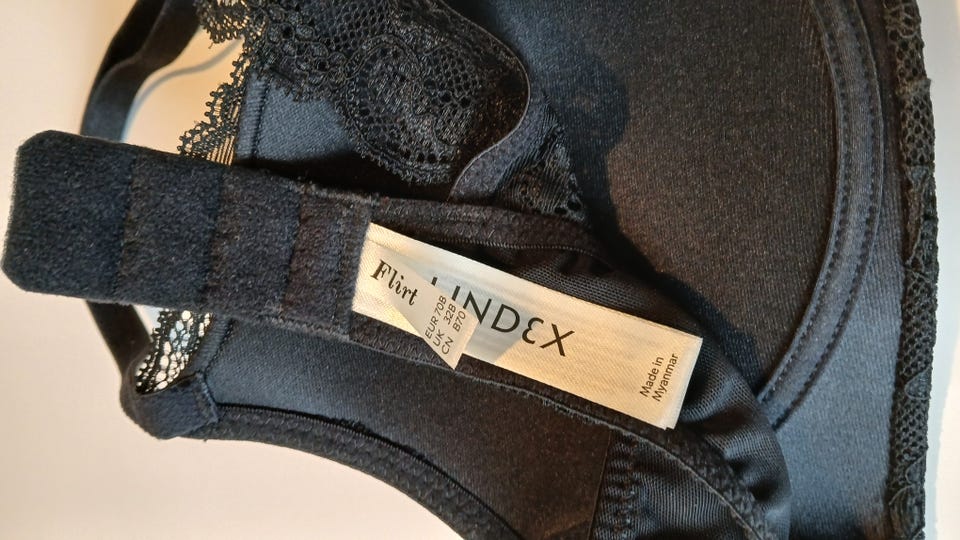 Flirt
LINDEX
EUR 70B
UK 32B
CN B70
Made in
Myanmar